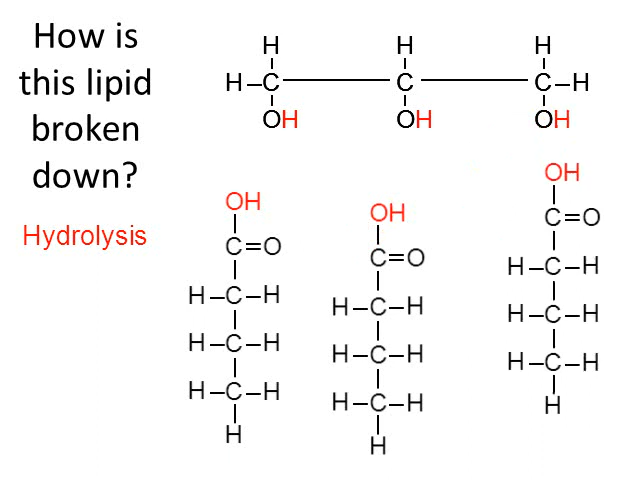 How is
this lipid
broken
down?
Hydrolysis
H H H
H–C C C–H
OH OH OH
OH
C=O
H–C–H
H–C–H
H–C–H
H
OH
C=O
H–C–H
H–C–H
H–C–H
H
OH
C=O
H–C–H
H–C–H
H–C–H
H